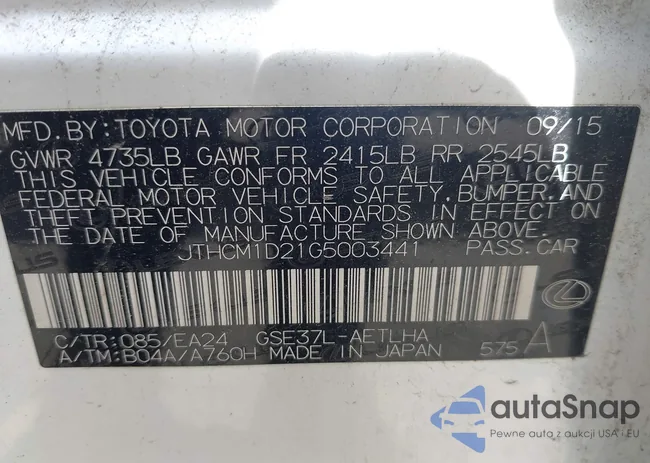 MFD. BY: TOYOTA MOTOR CORPORATION 09/15
GVWR 4735LB GAWR FR 2415LB RR 2545LB
THIS VEHICLE CONFORMS TO ALL APPLICABLE
FEDERAL MOTOR VEHICLE SAFETY, BUMPER, AND
THEFT PREVENTION STANDARDS IN EFFECT ON
THE DATE OF MANUFACTURE SHOWN ABOVE.
JTHCM1D21G5003441 PASS. CAR
C/TR: 085/EA24 GSE37L-AETLHA
A/TM: B04A/A760H MADE IN JAPAN 575 A
autaSnap
Pewne auta z aukcji USA i EU